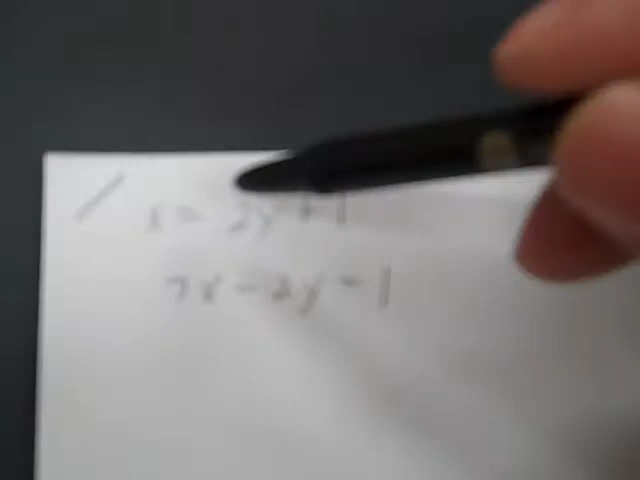 x = 2y + 1
7x - 2y = 1